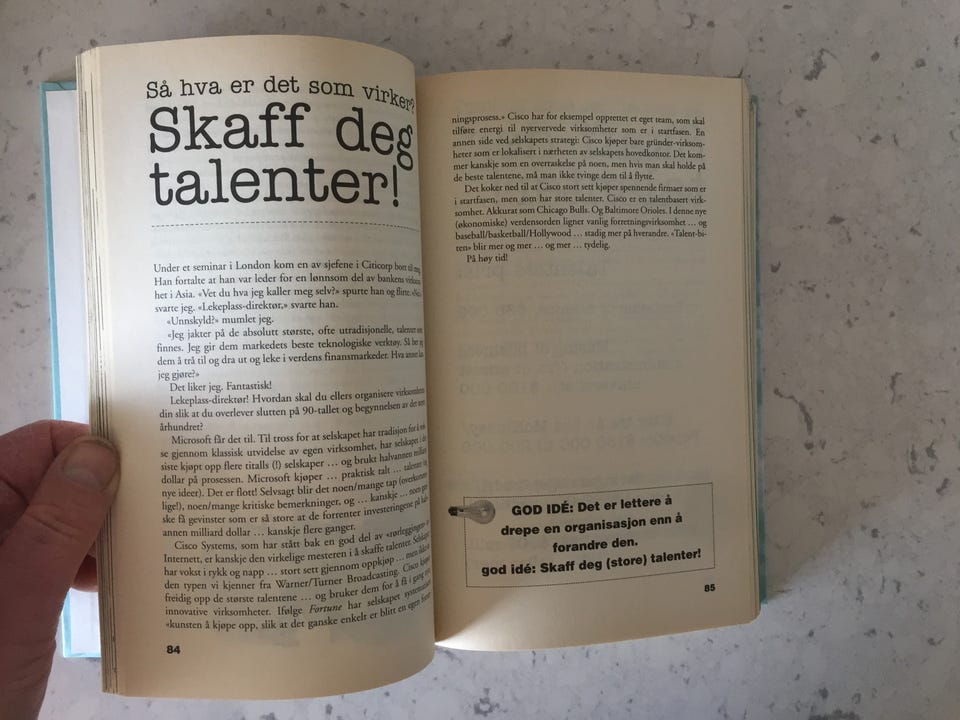 Så hva er det som virker?
Skaff deg
talenter!
Under et seminar i London kom en av sjefene i Citicorp bort til meg.
Han fortalte at han var leder for en lønnsom del av bankens virksom-
het i Asia. «Vet du hva jeg kaller meg selv?» spurte han og flirte. «Nei»
svarte jeg. «Lekeplass-direktør,» svarte han.
«Unnskyld?» mumlet jeg.
«Jeg jakter på de absolutt største, ofte utradisjonelle, talenter som
finnes. Jeg gir dem markedets beste teknologiske verktøy. Så ber jeg
dem å trå til og dra ut og leke i verdens finansmarkeder. Hva annet kan
jeg gjøre?»
Det liker jeg. Fantastisk!
Lekeplass-direktør! Hvordan skal du ellers organisere virksomheten
din slik at du overlever slutten på 90-tallet og begynnelsen av det nye
århundret?
Microsoft får det til. Til tross for at selskapet har tradisjon for å
se gjennom klassisk utvidelse av egen virksomhet, har selskapet i det
siste kjøpt opp flere titalls (!) selskaper … og brukt halvannen milliard
dollar på prosessen. Microsoft kjøper … praktisk talt … talenter (og
nye ideer). Det er flott! Selvsagt blir det noen/mange tap (overkomme-
lige!), noen/mange kritiske bemerkninger, og … kanskje … noen
ske få gevinster som er så store at de forrenter investeringene på halv-
annen milliard dollar … kanskje flere ganger.
Cisco Systems, som har stått bak en god del av «rørleggingen»
Internett, er kanskje den virkelige mesteren i å skaffe talenter. Selskapet
har vokst i rykk og napp … stort sett gjennom oppkjøp … men ikke av
den typen vi kjenner fra Warner/Turner Broadcasting. Cisco kjøper
freidig opp de største talentene … og bruker dem for å få i gang
innovative virksomheter. Ifølge Fortune har selskapet
«kunsten å kjøpe opp, slik at det ganske enkelt er blitt en egen
84
ningsprosess.» Cisco har for eksempel opprettet et eget team, som skal
tilføre energi til nyervervede virksomheter som er i startfasen. En
annen side ved selskapets strategi: Cisco kjøper bare gründer-virksom-
heter som er lokalisert i nærheten av selskapets hovedkontor. Det kom-
mer kanskje som en overraskelse på noen, men hvis man skal holde på
de beste talentene, må man ikke tvinge dem til å flytte.
Det koker ned til at Cisco stort sett kjøper spennende firmaer som er
i startfasen, men som har store talenter. Cisco er en talentbasert virk-
somhet. Akkurat som Chicago Bulls. Og Baltimore Orioles. I denne nye
(økonomiske) verdensorden ligner vanlig forretningvirksomhet … og
baseball/basketball/Hollywood … stadig mer på hverandre. «Talent-bi-
ten» blir mer og mer … og mer … tydelig.
På høy tid!
GOD IDÉ: Det er lettere å
drepe en organisasjon enn å
forandre den.
god idé: Skaff deg (store) talenter!
85